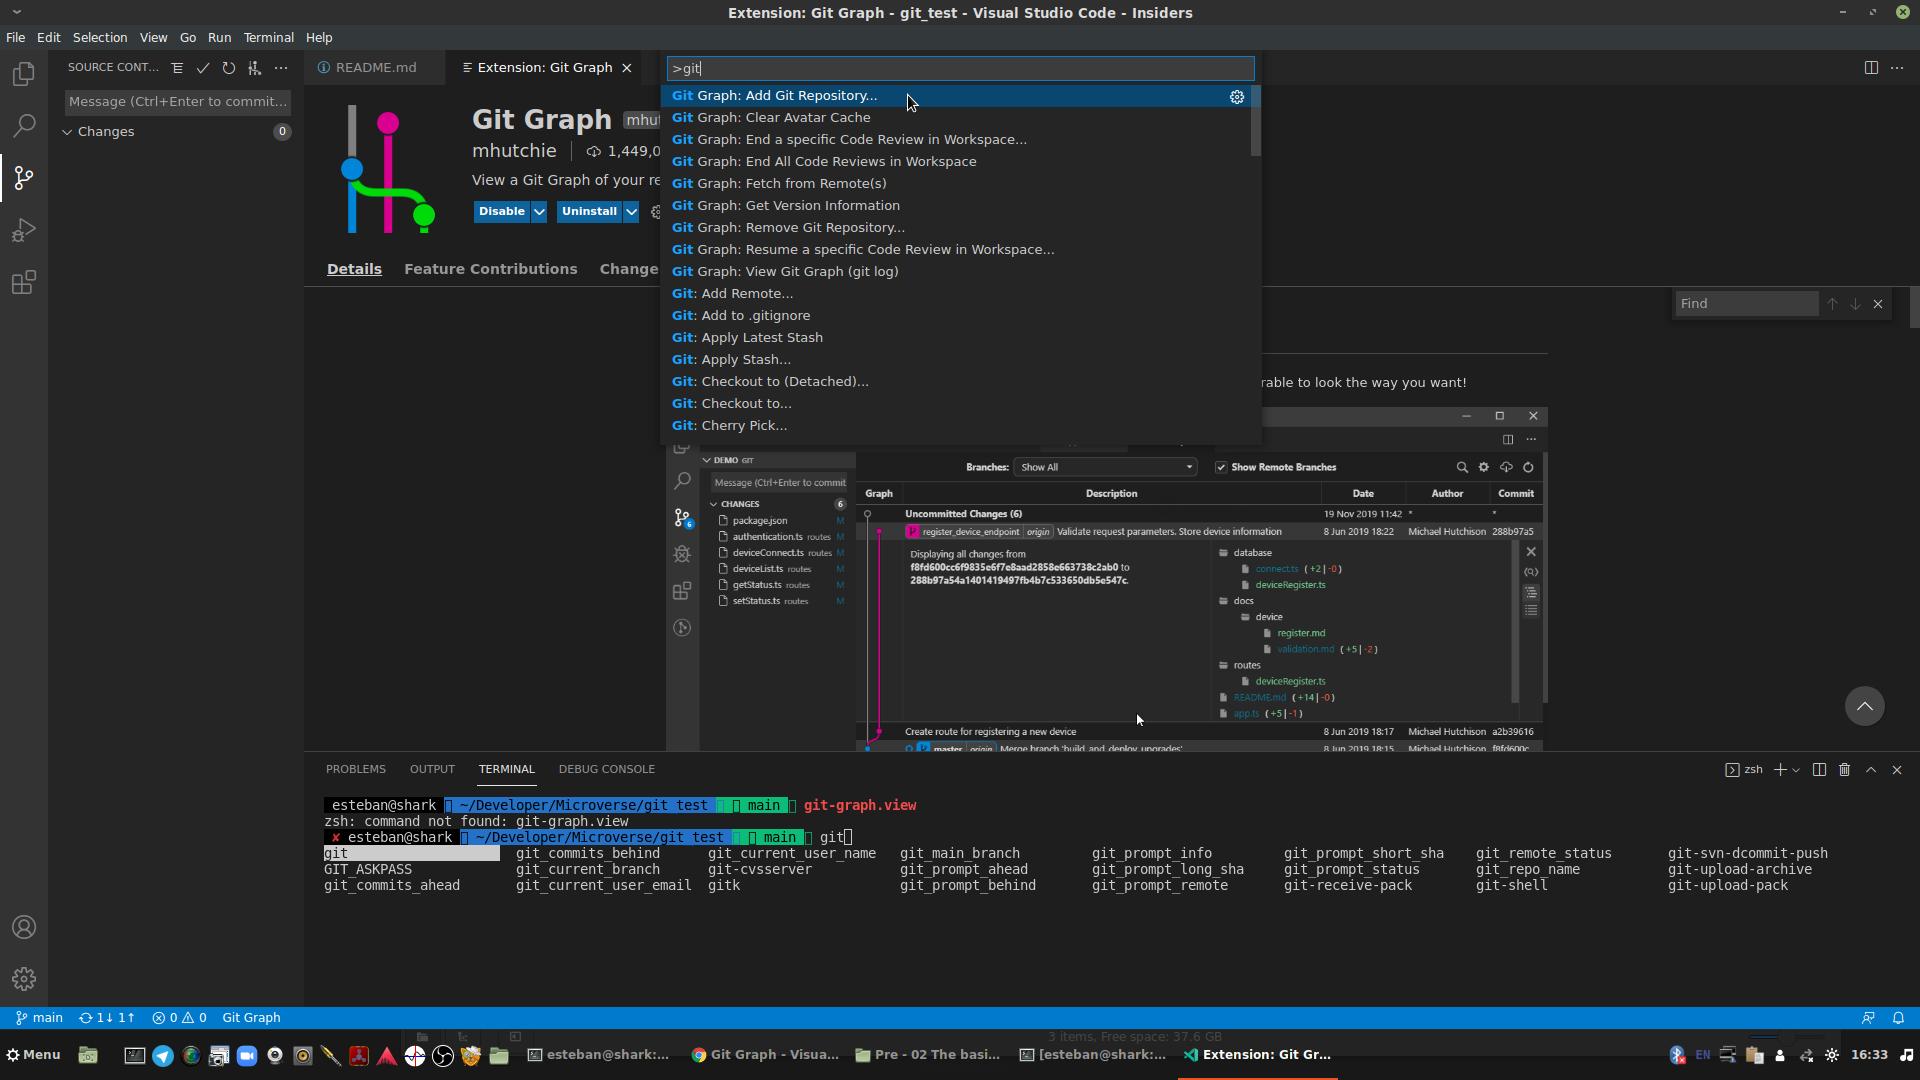 Extension: Git Graph - git_test - Visual Studio Code - Insiders
File Edit Selection View Go Run Terminal Help
SOURCE CONT...
README.md
Extension: Git Graph
>git
Message (Ctrl+Enter to commit...
Changes 0
Git Graph
mhutchie 1,449,0
View a Git Graph of your re
Disable Uninstall
Details Feature Contributions Change
Git Graph: Add Git Repository...
Git Graph: Clear Avatar Cache
Git Graph: End a specific Code Review in Workspace...
Git Graph: End All Code Reviews in Workspace
Git Graph: Fetch from Remote(s)
Git Graph: Get Version Information
Git Graph: Remove Git Repository...
Git Graph: Resume a specific Code Review in Workspace...
Git Graph: View Git Graph (git log)
Git: Add Remote...
Git: Add to .gitignore
Git: Apply Latest Stash
Git: Apply Stash...
Git: Checkout to (Detached)...
Git: Checkout to...
Git: Cherry Pick...
Find
rable to look the way you want!
DEMO GIT
Message (Ctrl+Enter to commit
CHANGES 6
package.json M
authentication.ts routes M
deviceConnect.ts routes M
deviceList.ts routes M
getStatus.ts routes M
setStatus.ts routes M
6
Branches: Show All Show Remote Branches
Graph Description Date Author Commit
Uncommitted Changes (6) 19 Nov 2019 11:42 * *
register_device_endpoint origin Validate request parameters. Store device information 8 Jun 2019 18:22 Michael Hutchison 288b97a5
Displaying all changes from
f8fd600cc6f9835e6f7e8aad2858e663738c2ab0 to
288b97a54a1401419497fb4b7c533650db5e547c.
database
connect.ts (+2|-0)
deviceRegister.ts
docs
device
register.md
validation.md (+5|-2)
routes
deviceRegister.ts
README.md (+14|-0)
app.ts (+5|-1)
Create route for registering a new device 8 Jun 2019 18:17 Michael Hutchison a2b39616
master origin Merge branch 'build_and_deploy_upgrades' 8 Jun 2019 18:15 Michael Hutchison f8fd600c
PROBLEMS OUTPUT TERMINAL DEBUG CONSOLE zsh
esteban@shark ~/Developer/Microverse/git_test main git-graph.view
zsh: command not found: git-graph.view
✘ esteban@shark ~/Developer/Microverse/git_test main git
git git_commits_behind git_current_user_name git_main_branch git_prompt_info git_prompt_short_sha git_remote_status git-svn-dcommit-push
GIT_ASKPASS git_current_branch git-cvsserver git_prompt_ahead git_prompt_long_sha git_prompt_status git_repo_name git-upload-archive
git_commits_ahead git_current_user_email gitk git_prompt_behind git_prompt_remote git-receive-pack git-shell git-upload-pack
main 1↓ 1↑ 0 0 Git Graph
3 items, Free space: 37.6 GB
Menu esteban@shark:... Git Graph - Visua... Pre - 02 The basi... [esteban@shark:... Extension: Git Gr... EN 16:33